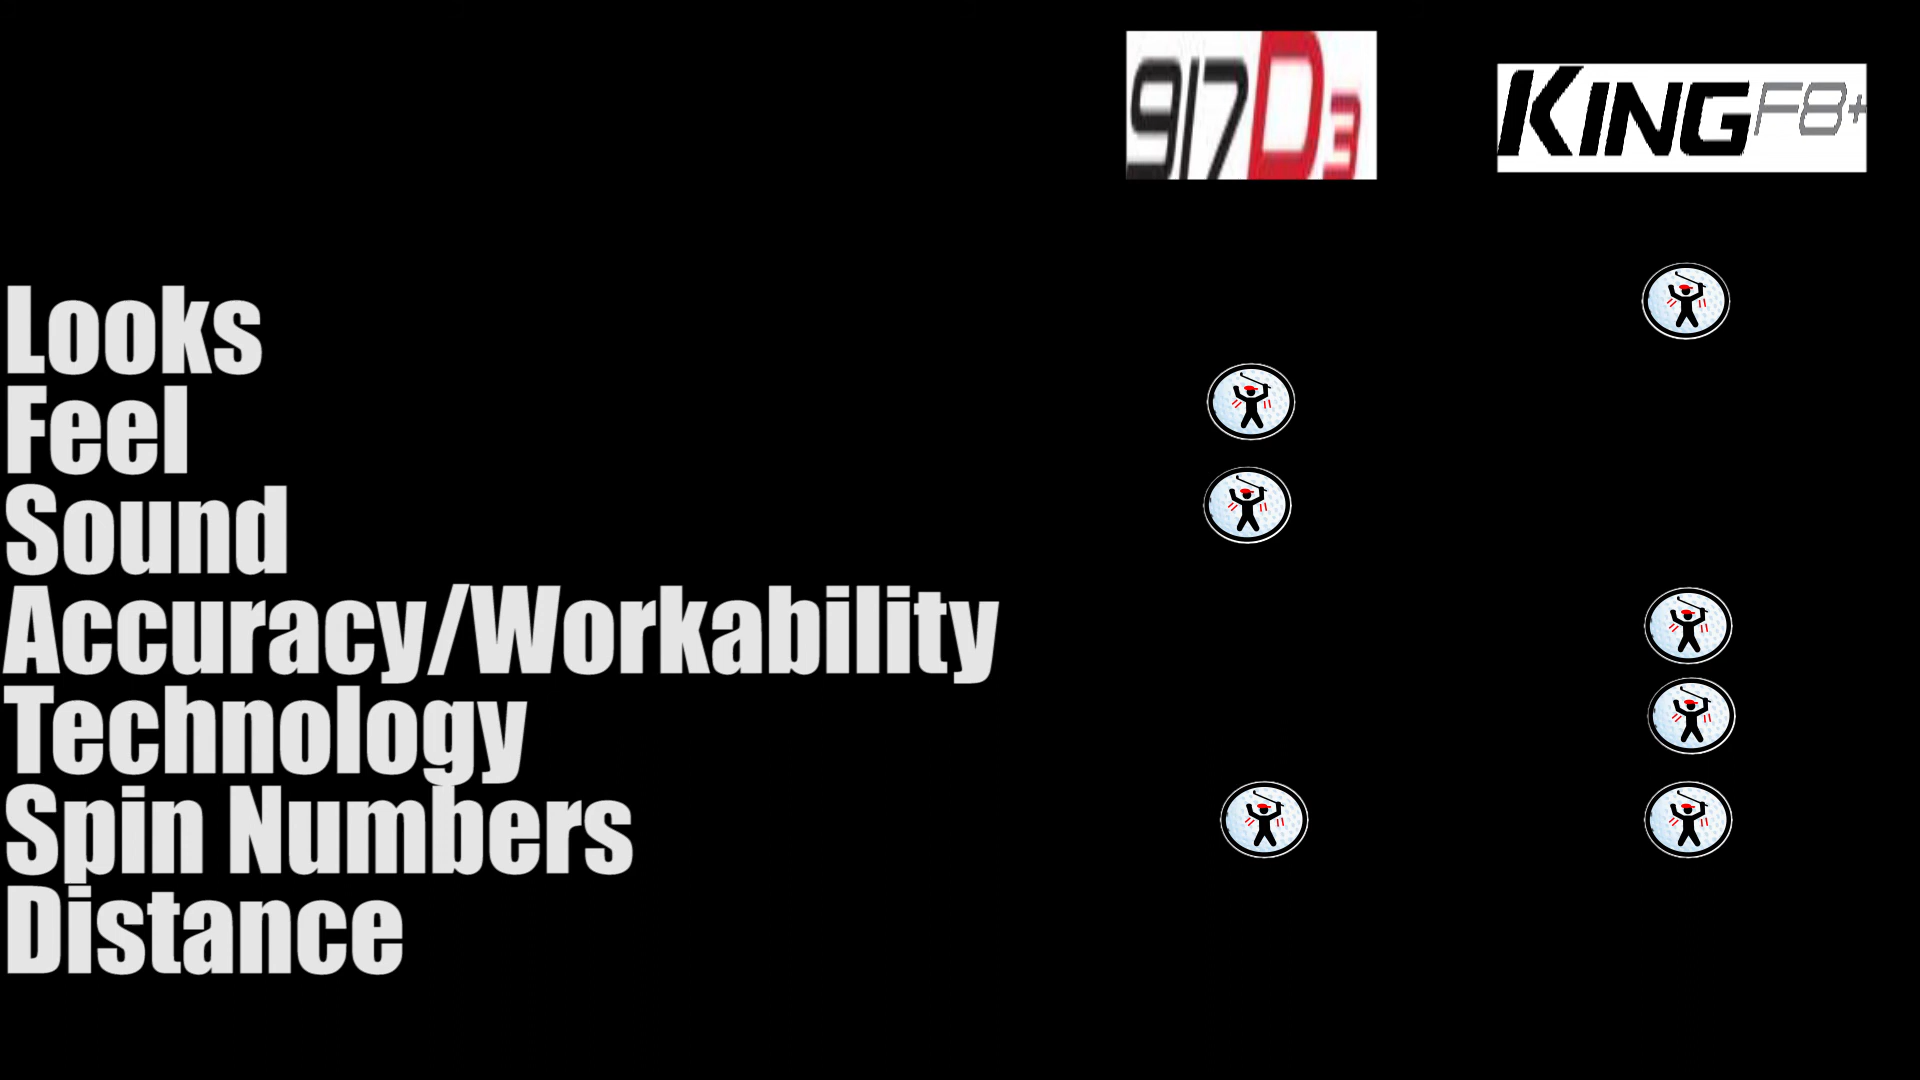 917D3
KING F8+
Looks
Feel
Sound
Accuracy/Workability
Technology
Spin Numbers
Distance